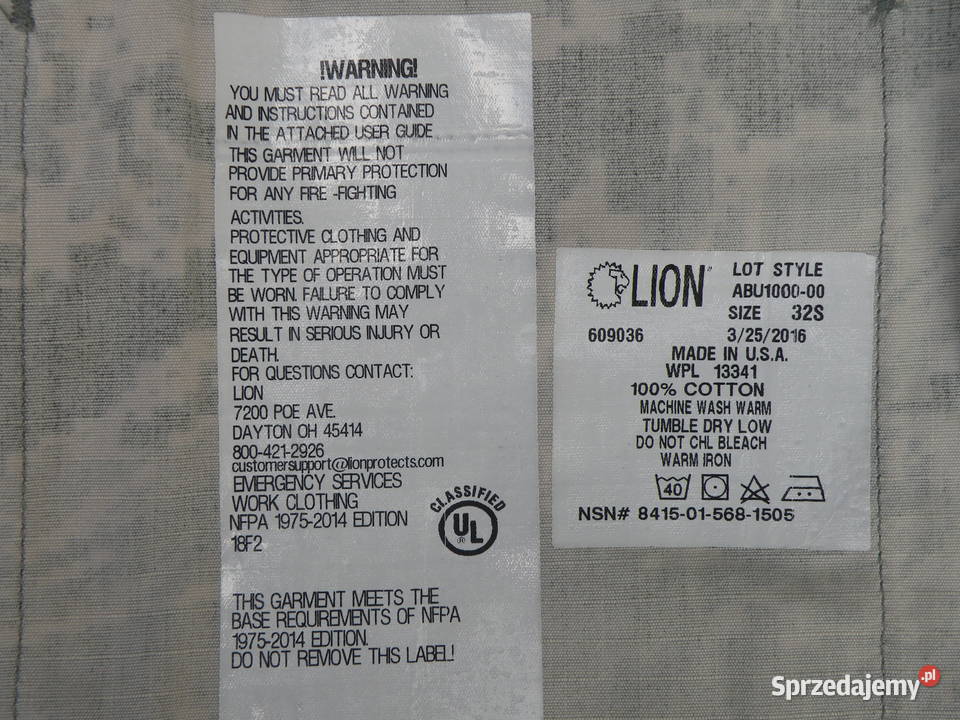 !WARNING!
YOU MUST READ ALL WARNING
AND INSTRUCTIONS CONTAINED
IN THE ATTACHED USER GUIDE
THIS GARMENT WILL NOT
PROVIDE PRIMARY PROTECTION
FOR ANY FIRE -FIGHTING
ACTIVITIES.
PROTECTIVE CLOTHING AND
EQUIPMENT APPROPRIATE FOR
THE TYPE OF OPERATION MUST
BE WORN. FAILURE TO COMPLY
WITH THIS WARNING MAY
RESULT IN SERIOUS INJURY OR
DEATH.
FOR QUESTIONS CONTACT:
LION
7200 POE AVE.
DAYTON OH 45414
800-421-2926
customersupport@lionprotects.com
EMERGENCY SERVICES
WORK CLOTHING
NFPA 1975-2014 EDITION
18F2
CLASSIFIED
UL
®
THIS GARMENT MEETS THE
BASE REQUIREMENTS OF NFPA
1975-2014 EDITION.
DO NOT REMOVE THIS LABEL!
LION
LOT STYLE
ABU1000-00
SIZE 32S
609036 3/25/2016
MADE IN U.S.A.
WPL 13341
100% COTTON
MACHINE WASH WARM
TUMBLE DRY LOW
DO NOT CHL BLEACH
WARM IRON
40
NSN# 8415-01-568-1505
Sprzedajemy.pl